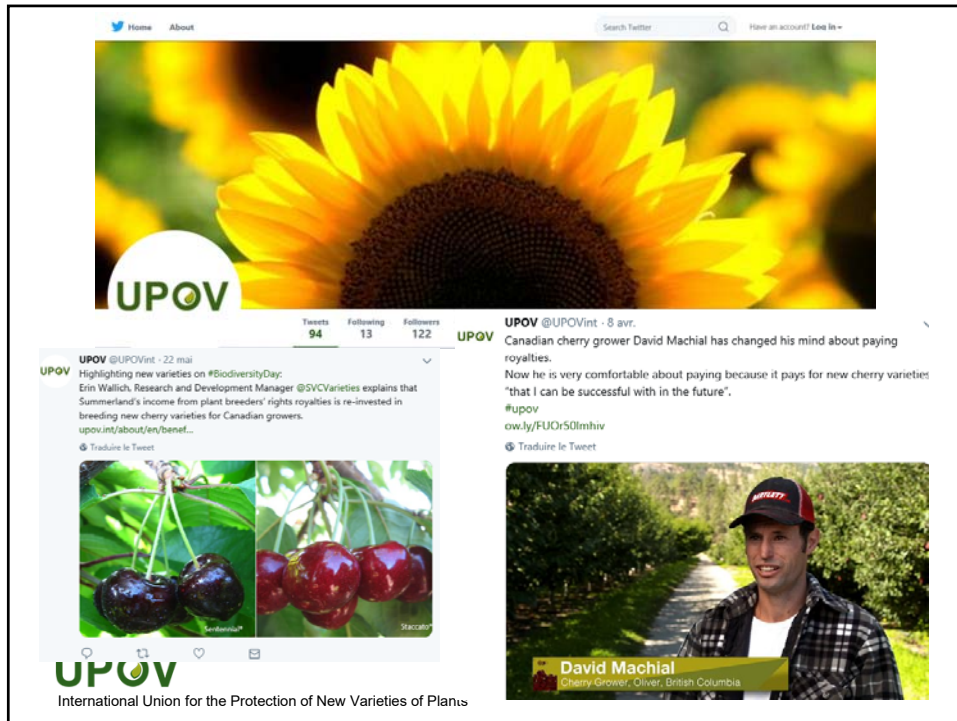 Home About
Search Twitter
Have an account? Log in
UPOV
Tweets Following Followers
94 13 122
UPOV
UPOV @UPOVint · 22 mai
Highlighting new varieties on #BiodiversityDay:
Erin Wallich, Research and Development Manager @SVCVarieties explains that
Summerland's income from plant breeders' rights royalties is re-invested in
breeding new cherry varieties for Canadian growers.
upov.int/about/en/benef...
Traduire le Tweet
Sentennial*
Staccato*
UPOV
UPOV @UPOVint · 8 avr.
Canadian cherry grower David Machial has changed his mind about paying
royalties.
Now he is very comfortable about paying because it pays for new cherry varieties
"that I can be successful with in the future".
#upov
ow.ly/FUOr50lmhiv
Traduire le Tweet
BARTLETT
David Machial
Cherry Grower, Oliver, British Columbia
UPOV
International Union for the Protection of New Varieties of Plants